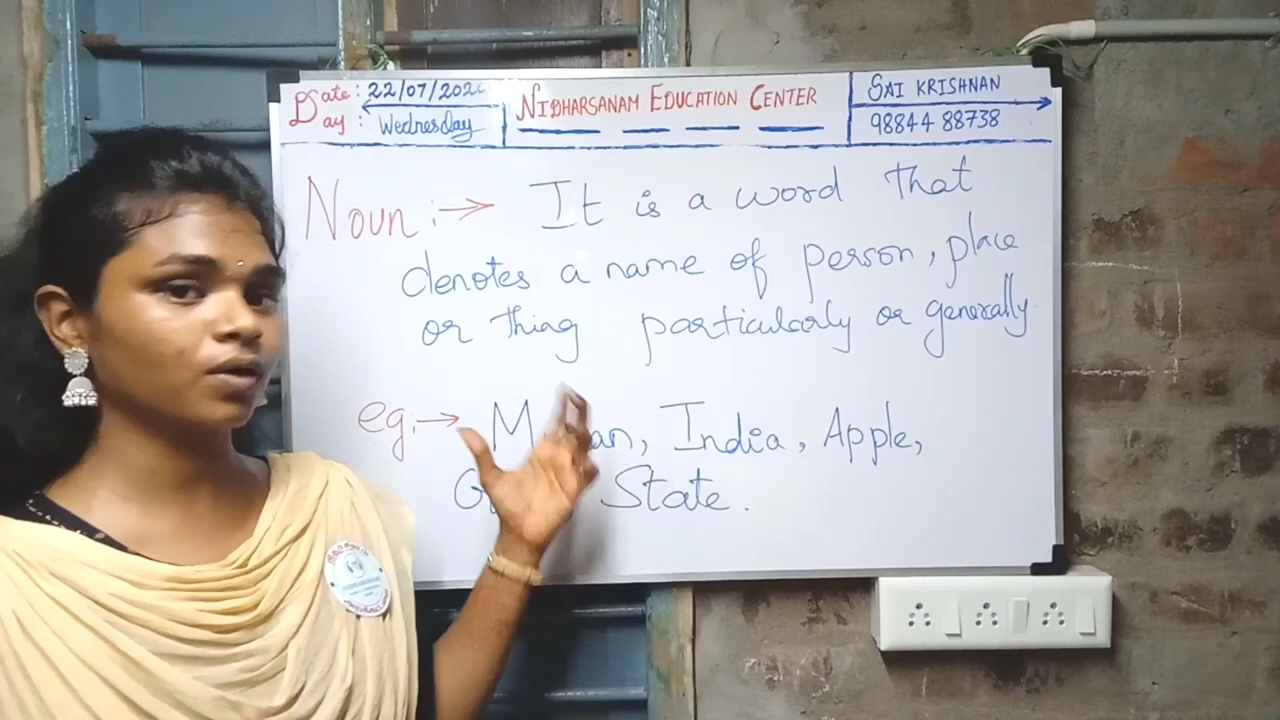 Date : 22/07/2020
Day : Wednesday
NIDHARSANAM EDUCATION CENTER
SAI KRISHNAN
98844 88738
Noun :→ It is a word that
denotes a name of person, place
or thing particularly or generally
eg :→ India, Apple,
State.